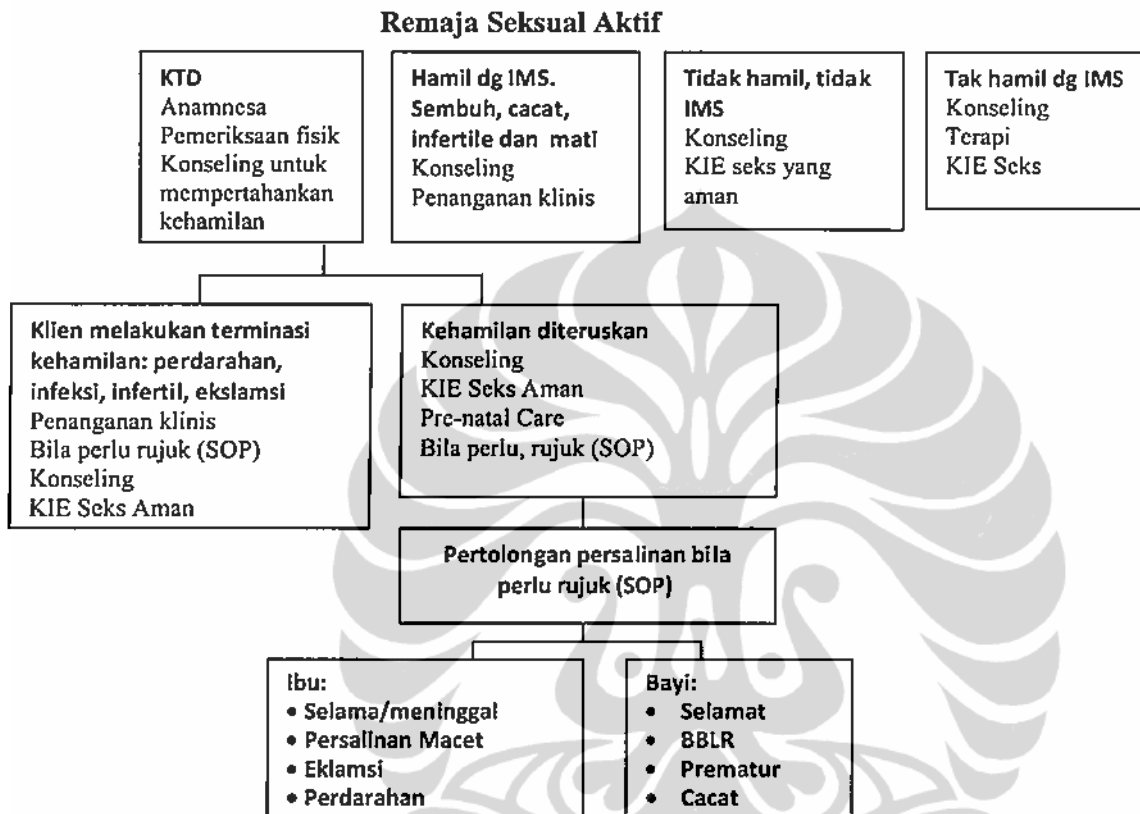 Remaja Seksual Aktif
KTD
Anamnesa
Pemeriksaan fisik
Konseling untuk
mempertahankan
kehamilan
Hamil dg IMS.
Sembuh, cacat,
infertile dan mati
Konseling
Penanganan klinis
Tidak hamil, tidak
IMS
Konseling
KIE seks yang
aman
Tak hamil dg IMS
Konseling
Terapi
KIE Seks
Klien melakukan terminasi
kehamilan: perdarahan,
infeksi, infertil, ekslamsi
Penanganan klinis
Bila perlu rujuk (SOP)
Konseling
KIE Seks Aman
Kehamilan diteruskan
Konseling
KIE Seks Aman
Pre-natal Care
Bila perlu, rujuk (SOP)
Pertolongan persalinan bila
perlu rujuk (SOP)
Ibu:
• Selama/meninggal
• Persalinan Macet
• Eklamsi
• Perdarahan
Bayi:
• Selamat
• BBLR
• Prematur
• Cacat